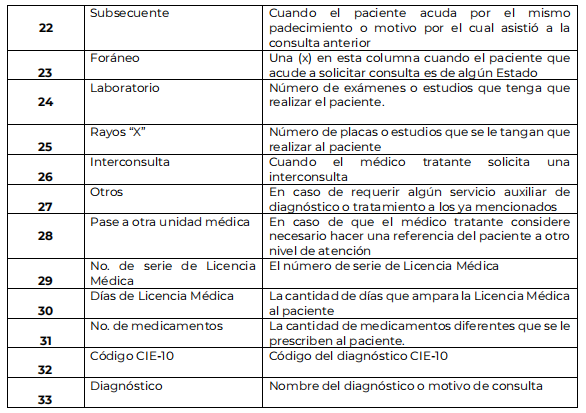 22 Subsecuente Cuando el paciente acuda por el mismo
padecimiento o motivo por el cual asistió a la
consulta anterior
23 Foráneo Una (x) en esta columna cuando el paciente que
acude a solicitar consulta es de algún Estado
24 Laboratorio Número de exámenes o estudios que tenga que
realizar el paciente.
25 Rayos “X” Número de placas o estudios que se le tangan que
realizar al paciente
26 Interconsulta Cuando el médico tratante solicita una
interconsulta
27 Otros En caso de requerir algún servicio auxiliar de
diagnóstico o tratamiento a los ya mencionados
28 Pase a otra unidad médica En caso de que el médico tratante considere
necesario hacer una referencia del paciente a otro
nivel de atención
29 No. de serie de Licencia El número de serie de Licencia Médica
Médica
30 Días de Licencia Médica La cantidad de días que ampara la Licencia Médica
al paciente
31 No. de medicamentos La cantidad de medicamentos diferentes que se le
prescriben al paciente.
32 Código CIE-10 Código del diagnóstico CIE-10
33 Diagnóstico Nombre del diagnóstico o motivo de consulta